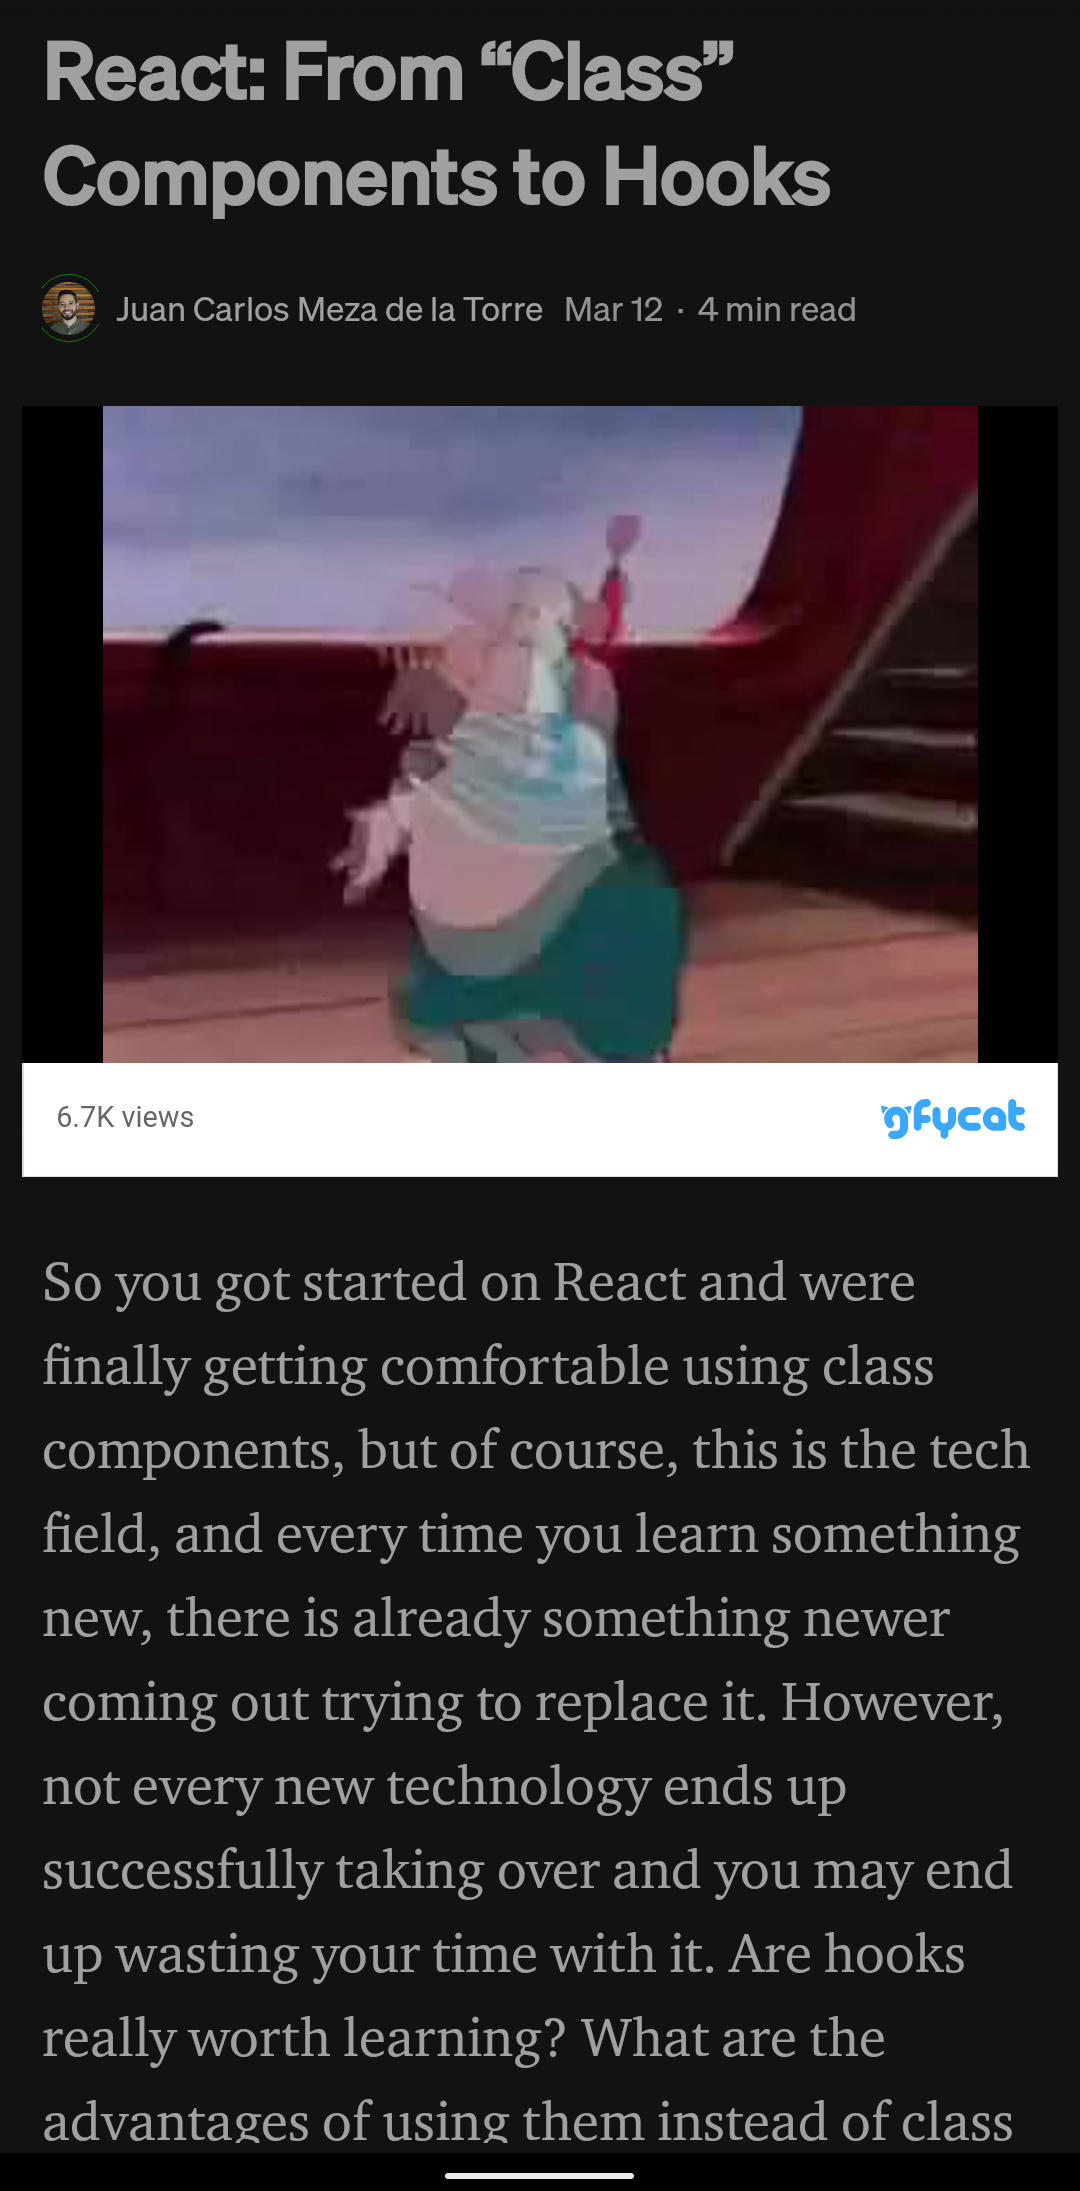 React: From “Class”
Components to Hooks
Juan Carlos Meza de la Torre Mar 12 · 4 min read
6.7K views
gfycat
So you got started on React and were
finally getting comfortable using class
components, but of course, this is the tech
field, and every time you learn something
new, there is already something newer
coming out trying to replace it. However,
not every new technology ends up
successfully taking over and you may end
up wasting your time with it. Are hooks
really worth learning? What are the
advantages of using them instead of class